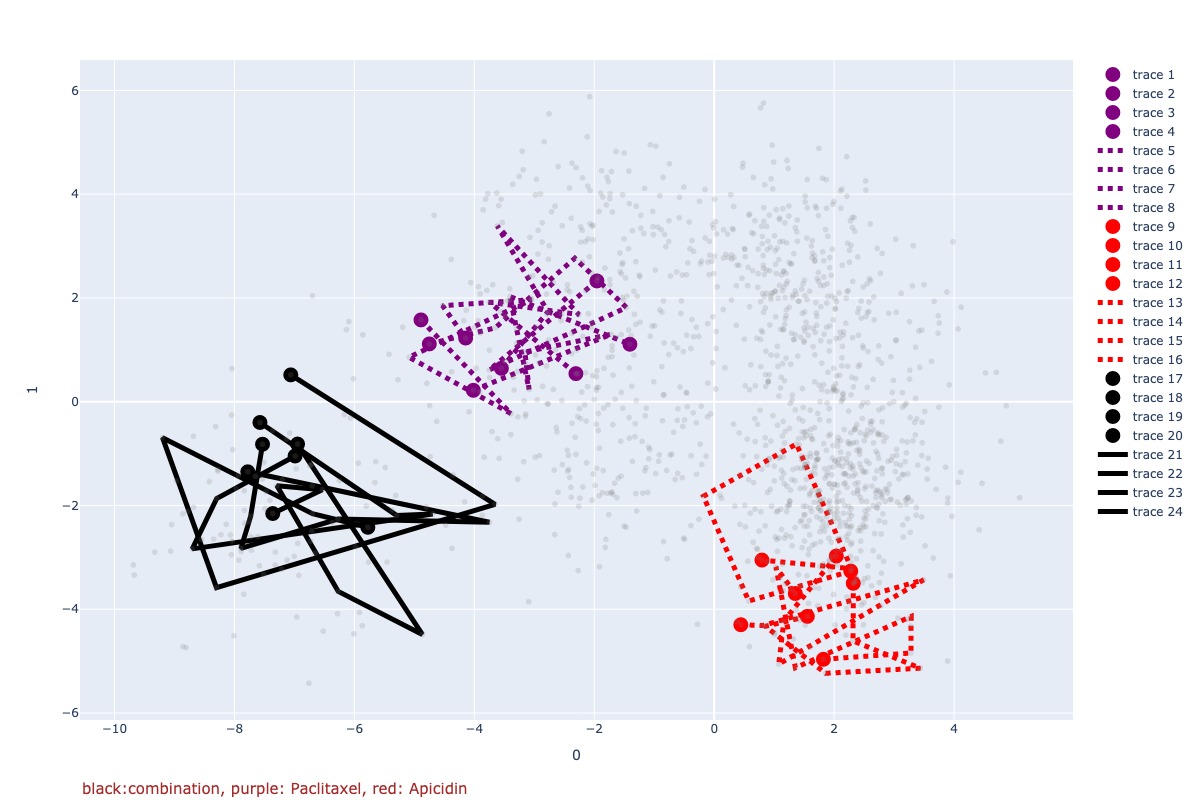 6
4
2
0
−2
−4
−6
1
−10
−8
−6
−4
−2
0
2
4
0
trace 1
trace 2
trace 3
trace 4
trace 5
trace 6
trace 7
trace 8
trace 9
trace 10
trace 11
trace 12
trace 13
trace 14
trace 15
trace 16
trace 17
trace 18
trace 19
trace 20
trace 21
trace 22
trace 23
trace 24
black:combination, purple: Paclitaxel, red: Apicidin